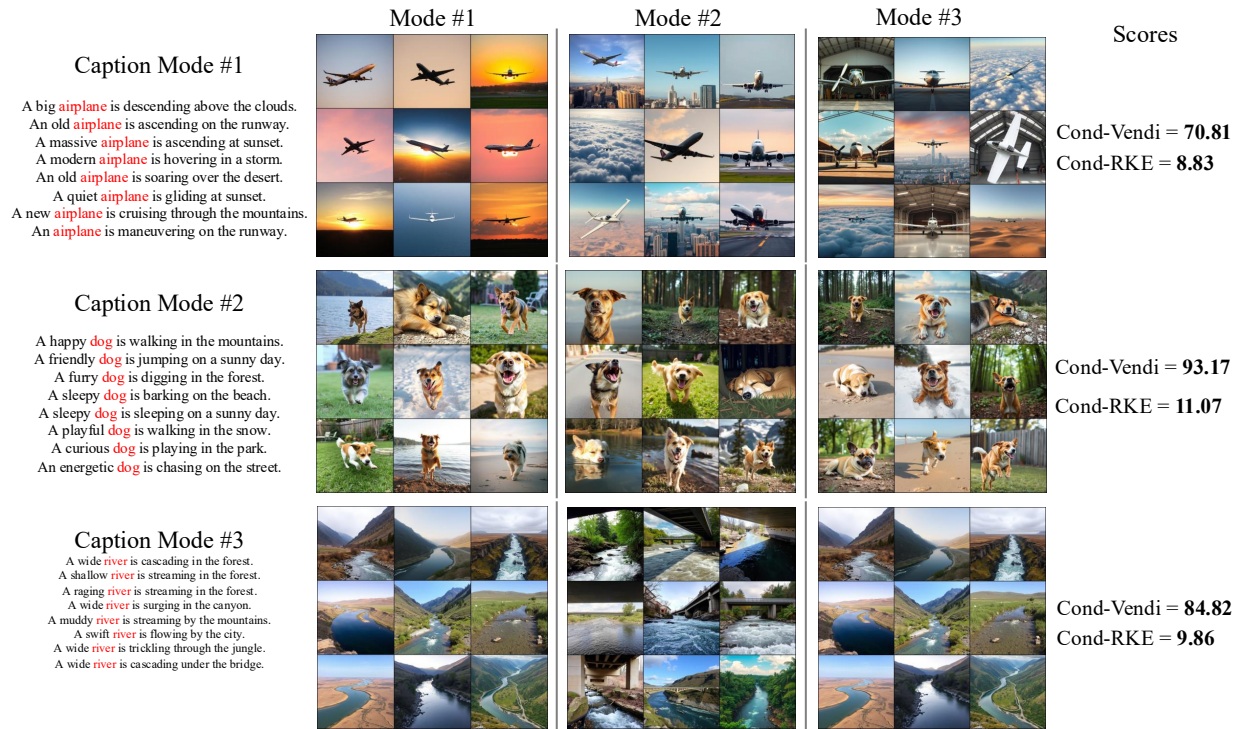 Mode #1
Mode #2
Mode #3
Scores
Caption Mode #1
A big airplane is descending above the clouds.
An old airplane is ascending on the runway.
A massive airplane is ascending at sunset.
A modern airplane is hovering in a storm.
An old airplane is soaring over the desert.
A quiet airplane is gliding at sunset.
A new airplane is cruising through the mountains.
An airplane is maneuvering on the runway.
Cond-Vendi = 70.81
Cond-RKE = 8.83
Caption Mode #2
A happy dog is walking in the mountains.
A friendly dog is jumping on a sunny day.
A furry dog is digging in the forest.
A sleepy dog is barking on the beach.
A sleepy dog is sleeping on a sunny day.
A playful dog is walking in the snow.
A curious dog is playing in the park.
An energetic dog is chasing on the street.
Cond-Vendi = 93.17
Cond-RKE = 11.07
Caption Mode #3
A wide river is cascading in the forest.
A shallow river is streaming in the forest.
A raging river is streaming in the forest.
A wide river is surging in the canyon.
A muddy river is streaming by the mountains.
A swift river is flowing by the city.
A wide river is trickling through the jungle.
A wide river is cascading under the bridge.
Cond-Vendi = 84.82
Cond-RKE = 9.86